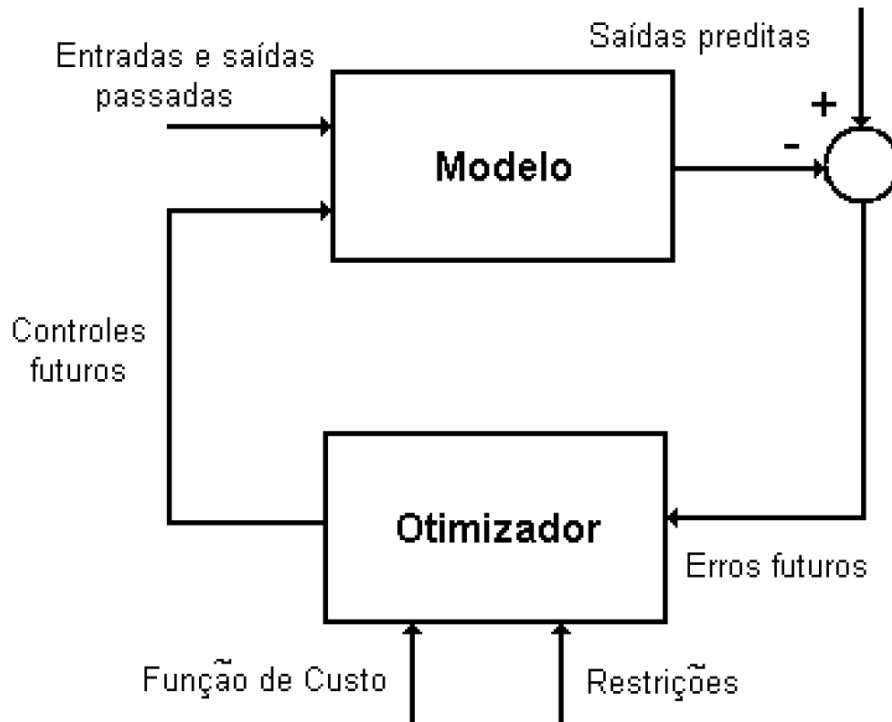 Entradas e saídas
passadas
Saídas preditas
+
-
Modelo
Controles
futuros
Otimizador
Erros futuros
Função de Custo
Restrições